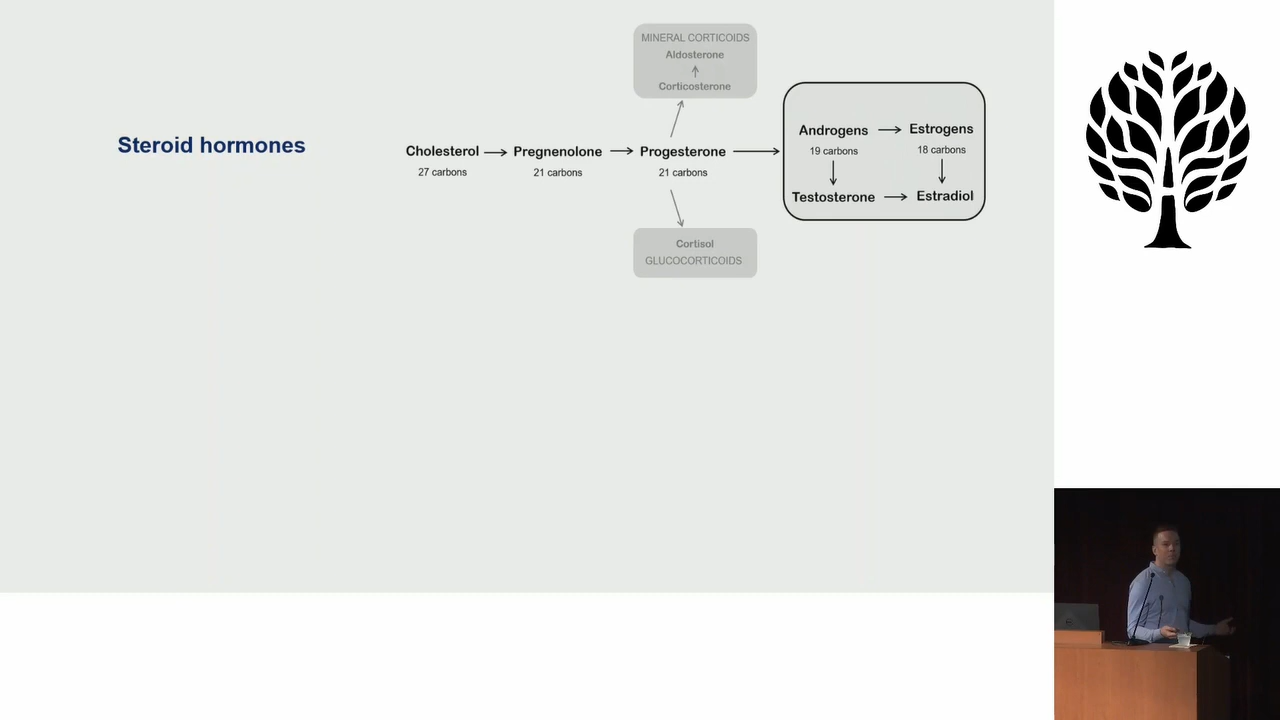 Steroid hormones
MINERAL CORTICOIDS
Aldosterone
Corticosterone
Cholesterol
27 carbons
Pregnenolone
21 carbons
Progesterone
21 carbons
Androgens
19 carbons
Estrogens
18 carbons
Testosterone
Estradiol
Cortisol
GLUCOCORTICOIDS